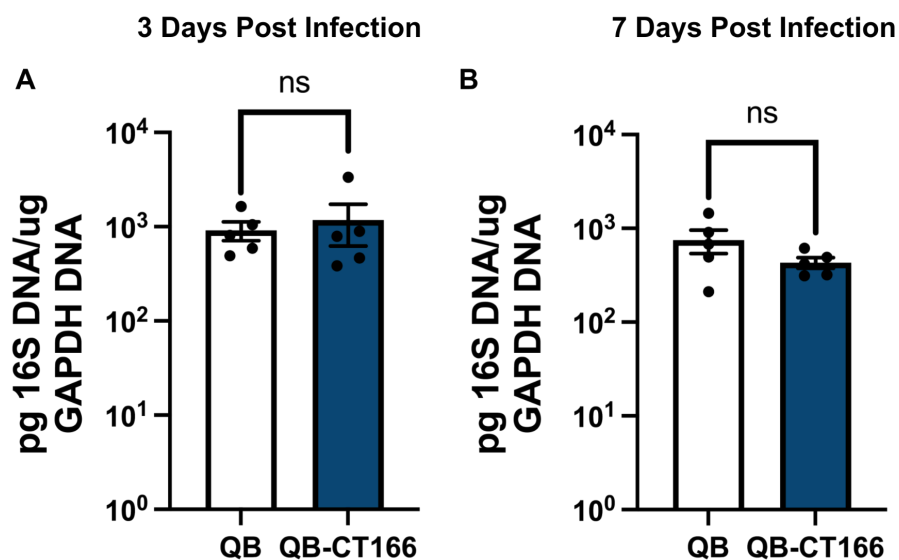 3 Days Post Infection
7 Days Post Infection
A
ns
10⁴
10³
10²
10¹
10⁰
pg 16S DNA/ug
GAPDH DNA
QB
QB-CT166
B
ns
10⁴
10³
10²
10¹
10⁰
pg 16S DNA/ug
GAPDH DNA
QB
QB-CT166